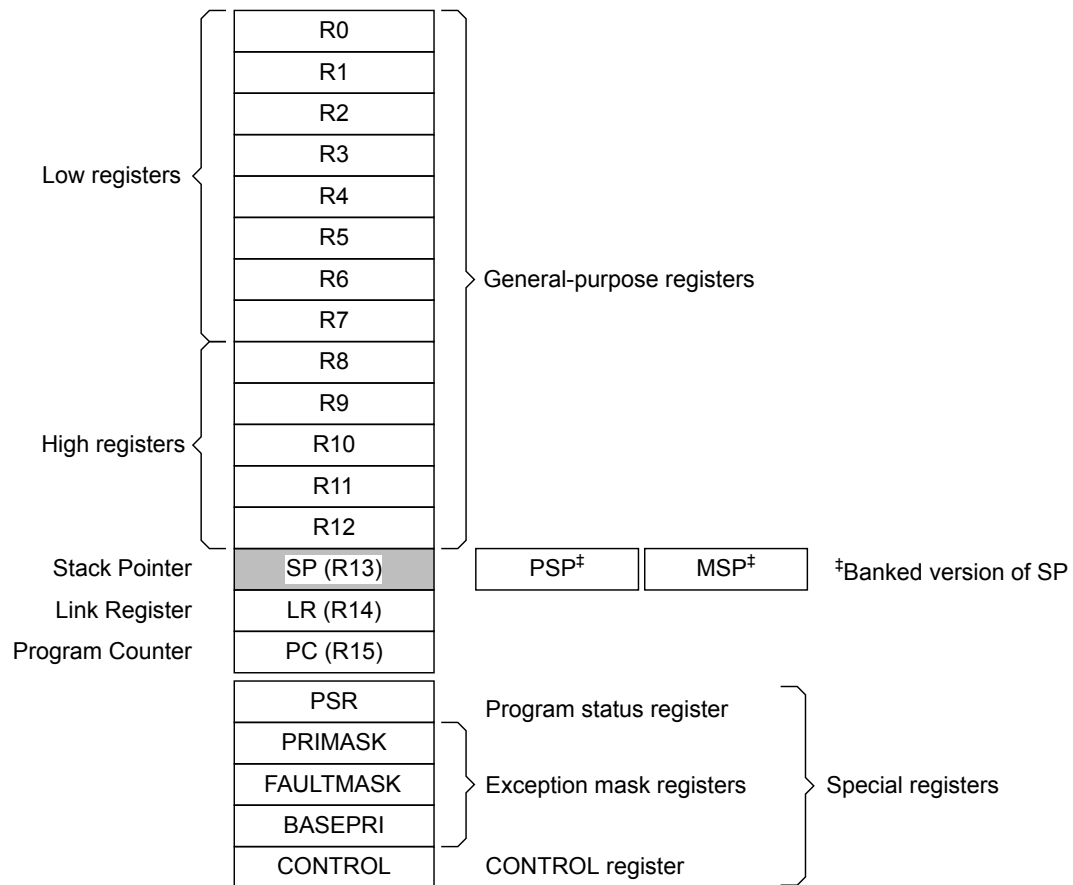 R0
R1
R2
R3
Low registers
R4
R5
R6
General-purpose registers
R7
R8
R9
High registers
R10
R11
R12
Stack Pointer SP (R13) PSP‡ MSP‡ ‡Banked version of SP
Link Register LR (R14)
Program Counter PC (R15)
PSR Program status register
PRIMASK
FAULTMASK Exception mask registers Special registers
BASEPRI
CONTROL CONTROL register